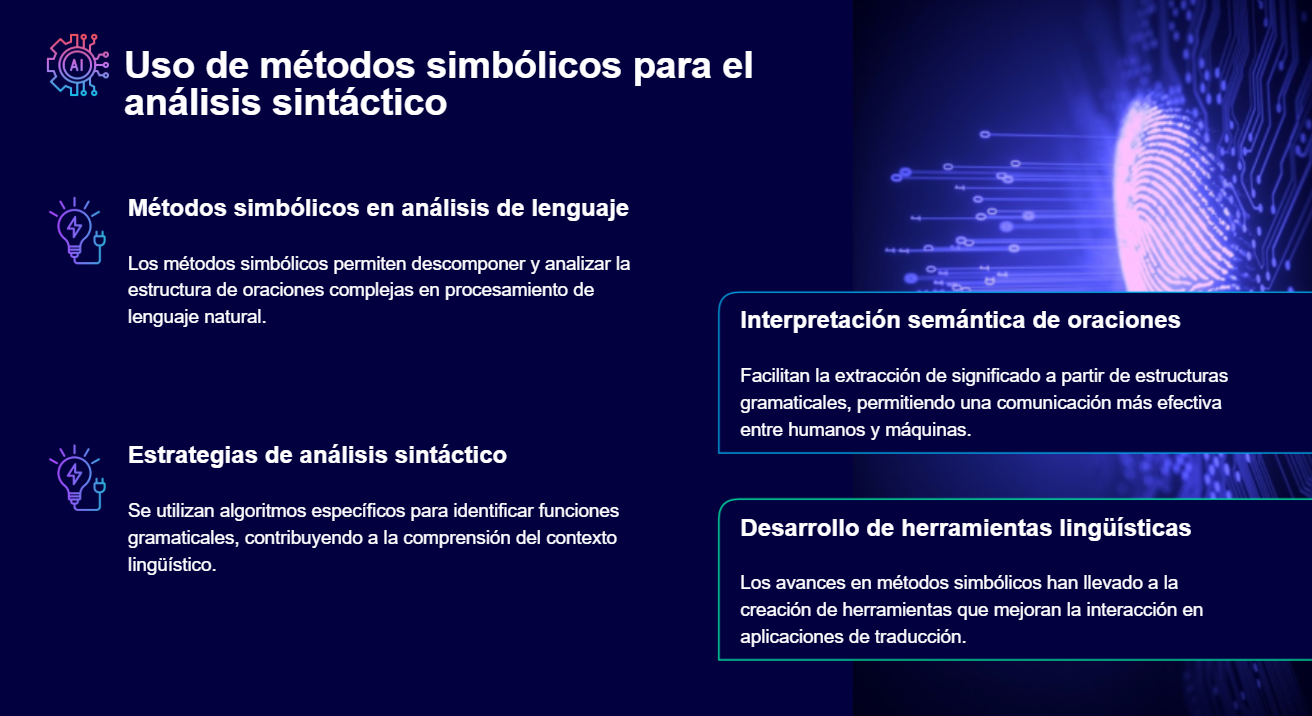 AI
Uso de métodos simbólicos para el
análisis sintáctico
Métodos simbólicos en análisis de lenguaje
Los métodos simbólicos permiten descomponer y analizar la
estructura de oraciones complejas en procesamiento de
lenguaje natural.
Estrategias de análisis sintáctico
Se utilizan algoritmos específicos para identificar funciones
gramaticales, contribuyendo a la comprensión del contexto
lingüístico.
Interpretación semántica de oraciones
Facilitan la extracción de significado a partir de estructuras
gramaticales, permitiendo una comunicación más efectiva
entre humanos y máquinas.
Desarrollo de herramientas lingüísticas
Los avances en métodos simbólicos han llevado a la
creación de herramientas que mejoran la interacción en
aplicaciones de traducción.